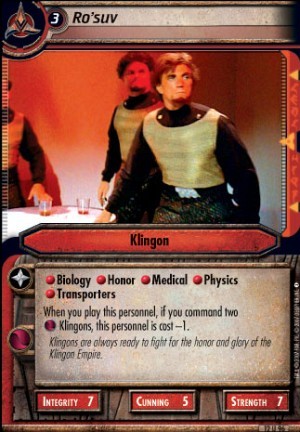 3 Ro'suv
Klingon
Biology Honor Medical Physics
Transporters
When you play this personnel, if you command two
Klingons, this personnel is cost –1.
Klingons are always ready to fight for the honor and glory of the
Klingon Empire.
INTEGRITY 7 CUNNING 5 STRENGTH 7